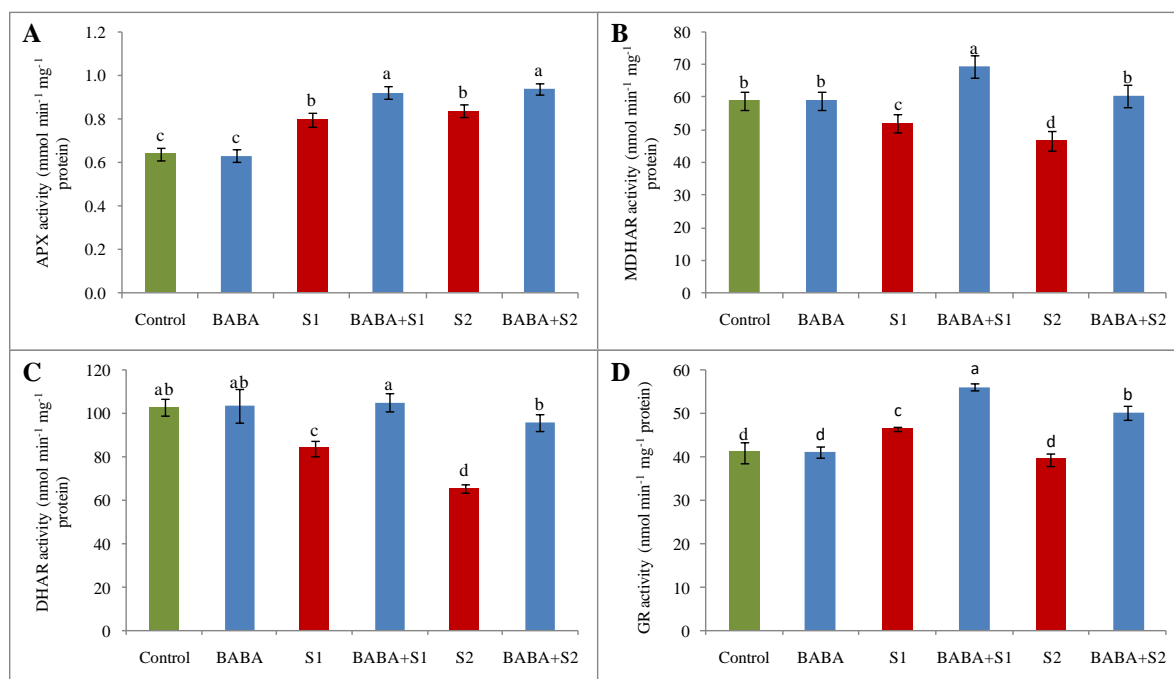 A
APX activity (mmol min-1 mg-1
protein)
1.2
1.0
0.8
0.6
0.4
0.2
0.0
c
c
b
a
b
a
Control BABA S1 BABA+S1 S2 BABA+S2
B
MDHAR activity (nmol min-1 mg-1
protein)
80
70
60
50
40
30
20
10
0
b
b
c
a
d
b
Control BABA S1 BABA+S1 S2 BABA+S2
C
DHAR activity (nmol min-1 mg-1
protein)
120
100
80
60
40
20
0
ab
ab
c
a
d
b
Control BABA S1 BABA+S1 S2 BABA+S2
D
GR activity (nmol min-1 mg-1 protein)
60
50
40
30
20
10
0
d
d
c
a
d
b
Control BABA S1 BABA+S1 S2 BABA+S2